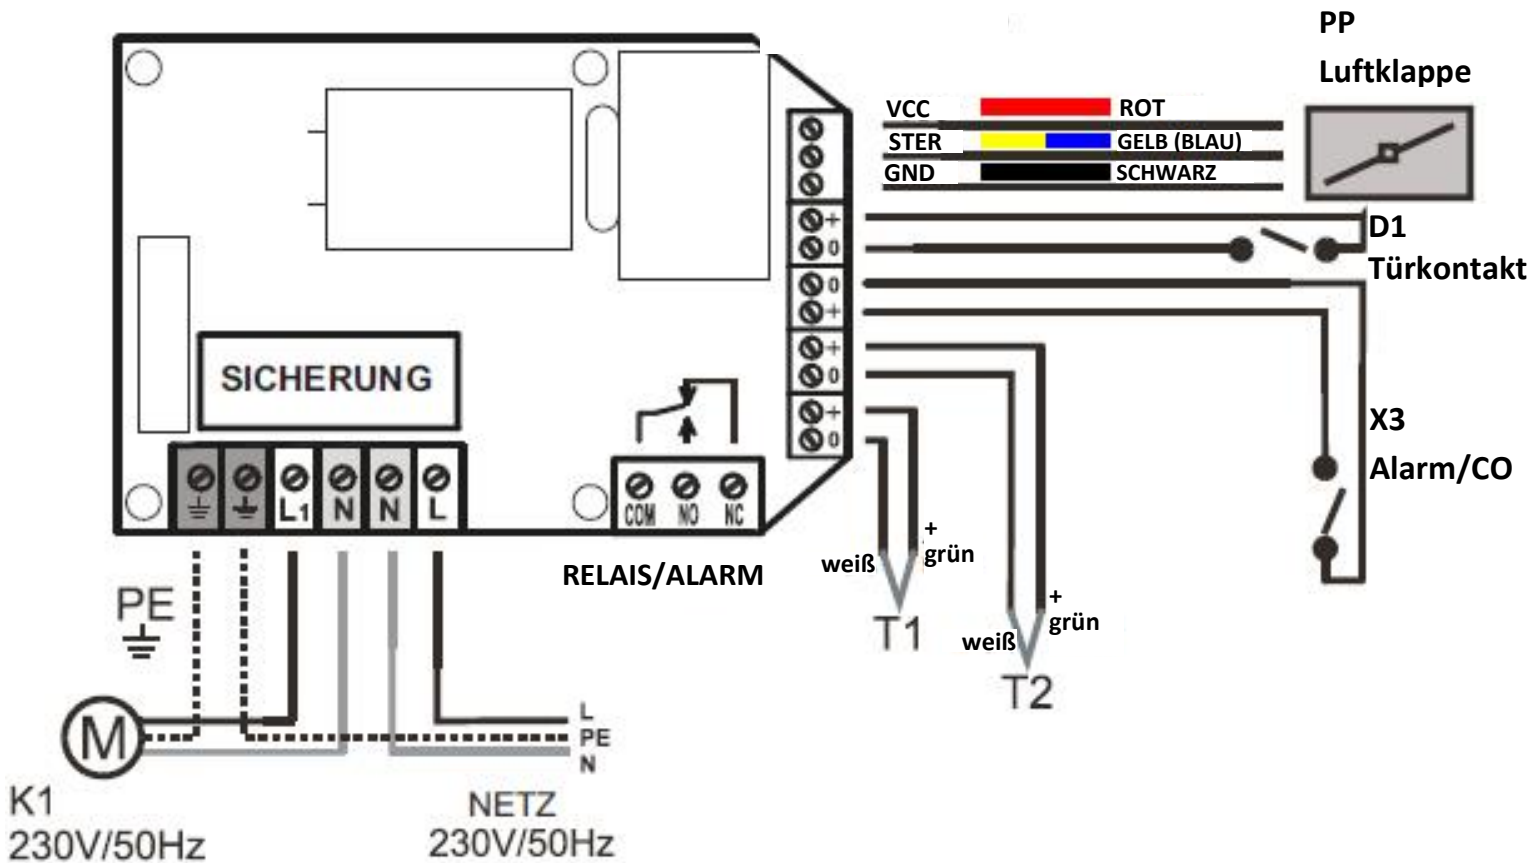 PP
Luftklappe
VCC ROT
STER GELB (BLAU)
GND SCHWARZ
+
0
D1
Türkontakt
0
+
+
0
+
0
SICHERUNG
X3
Alarm/CO
L1 N N L
COM NO NC
RELAIS/ALARM
weiß
+
grün
T1
weiß
+
grün
T2
PE
M
L
PE
N
K1
230V/50Hz
NETZ
230V/50Hz